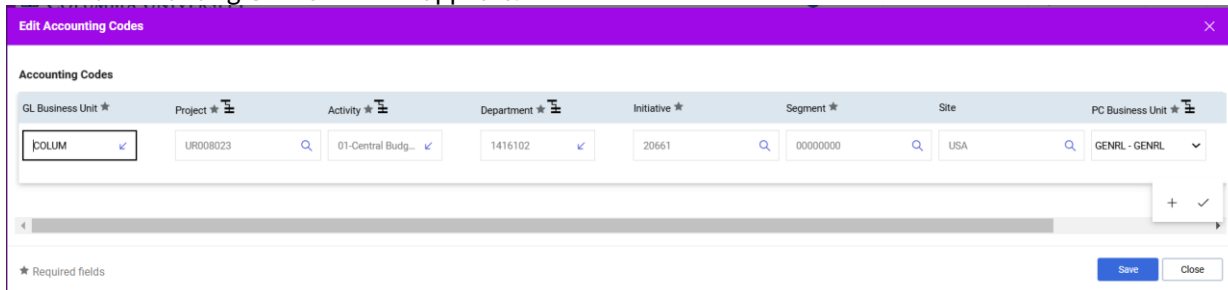 Edit Accounting Codes
Accounting Codes
GL Business Unit ★ Project ★ Activity ★ Department ★ Initiative ★ Segment ★ Site PC Business Unit ★
COLUM UR008023 01-Central Budg... 1416102 20661 00000000 USA GENRL - GENRL
★ Required fields
Save Close